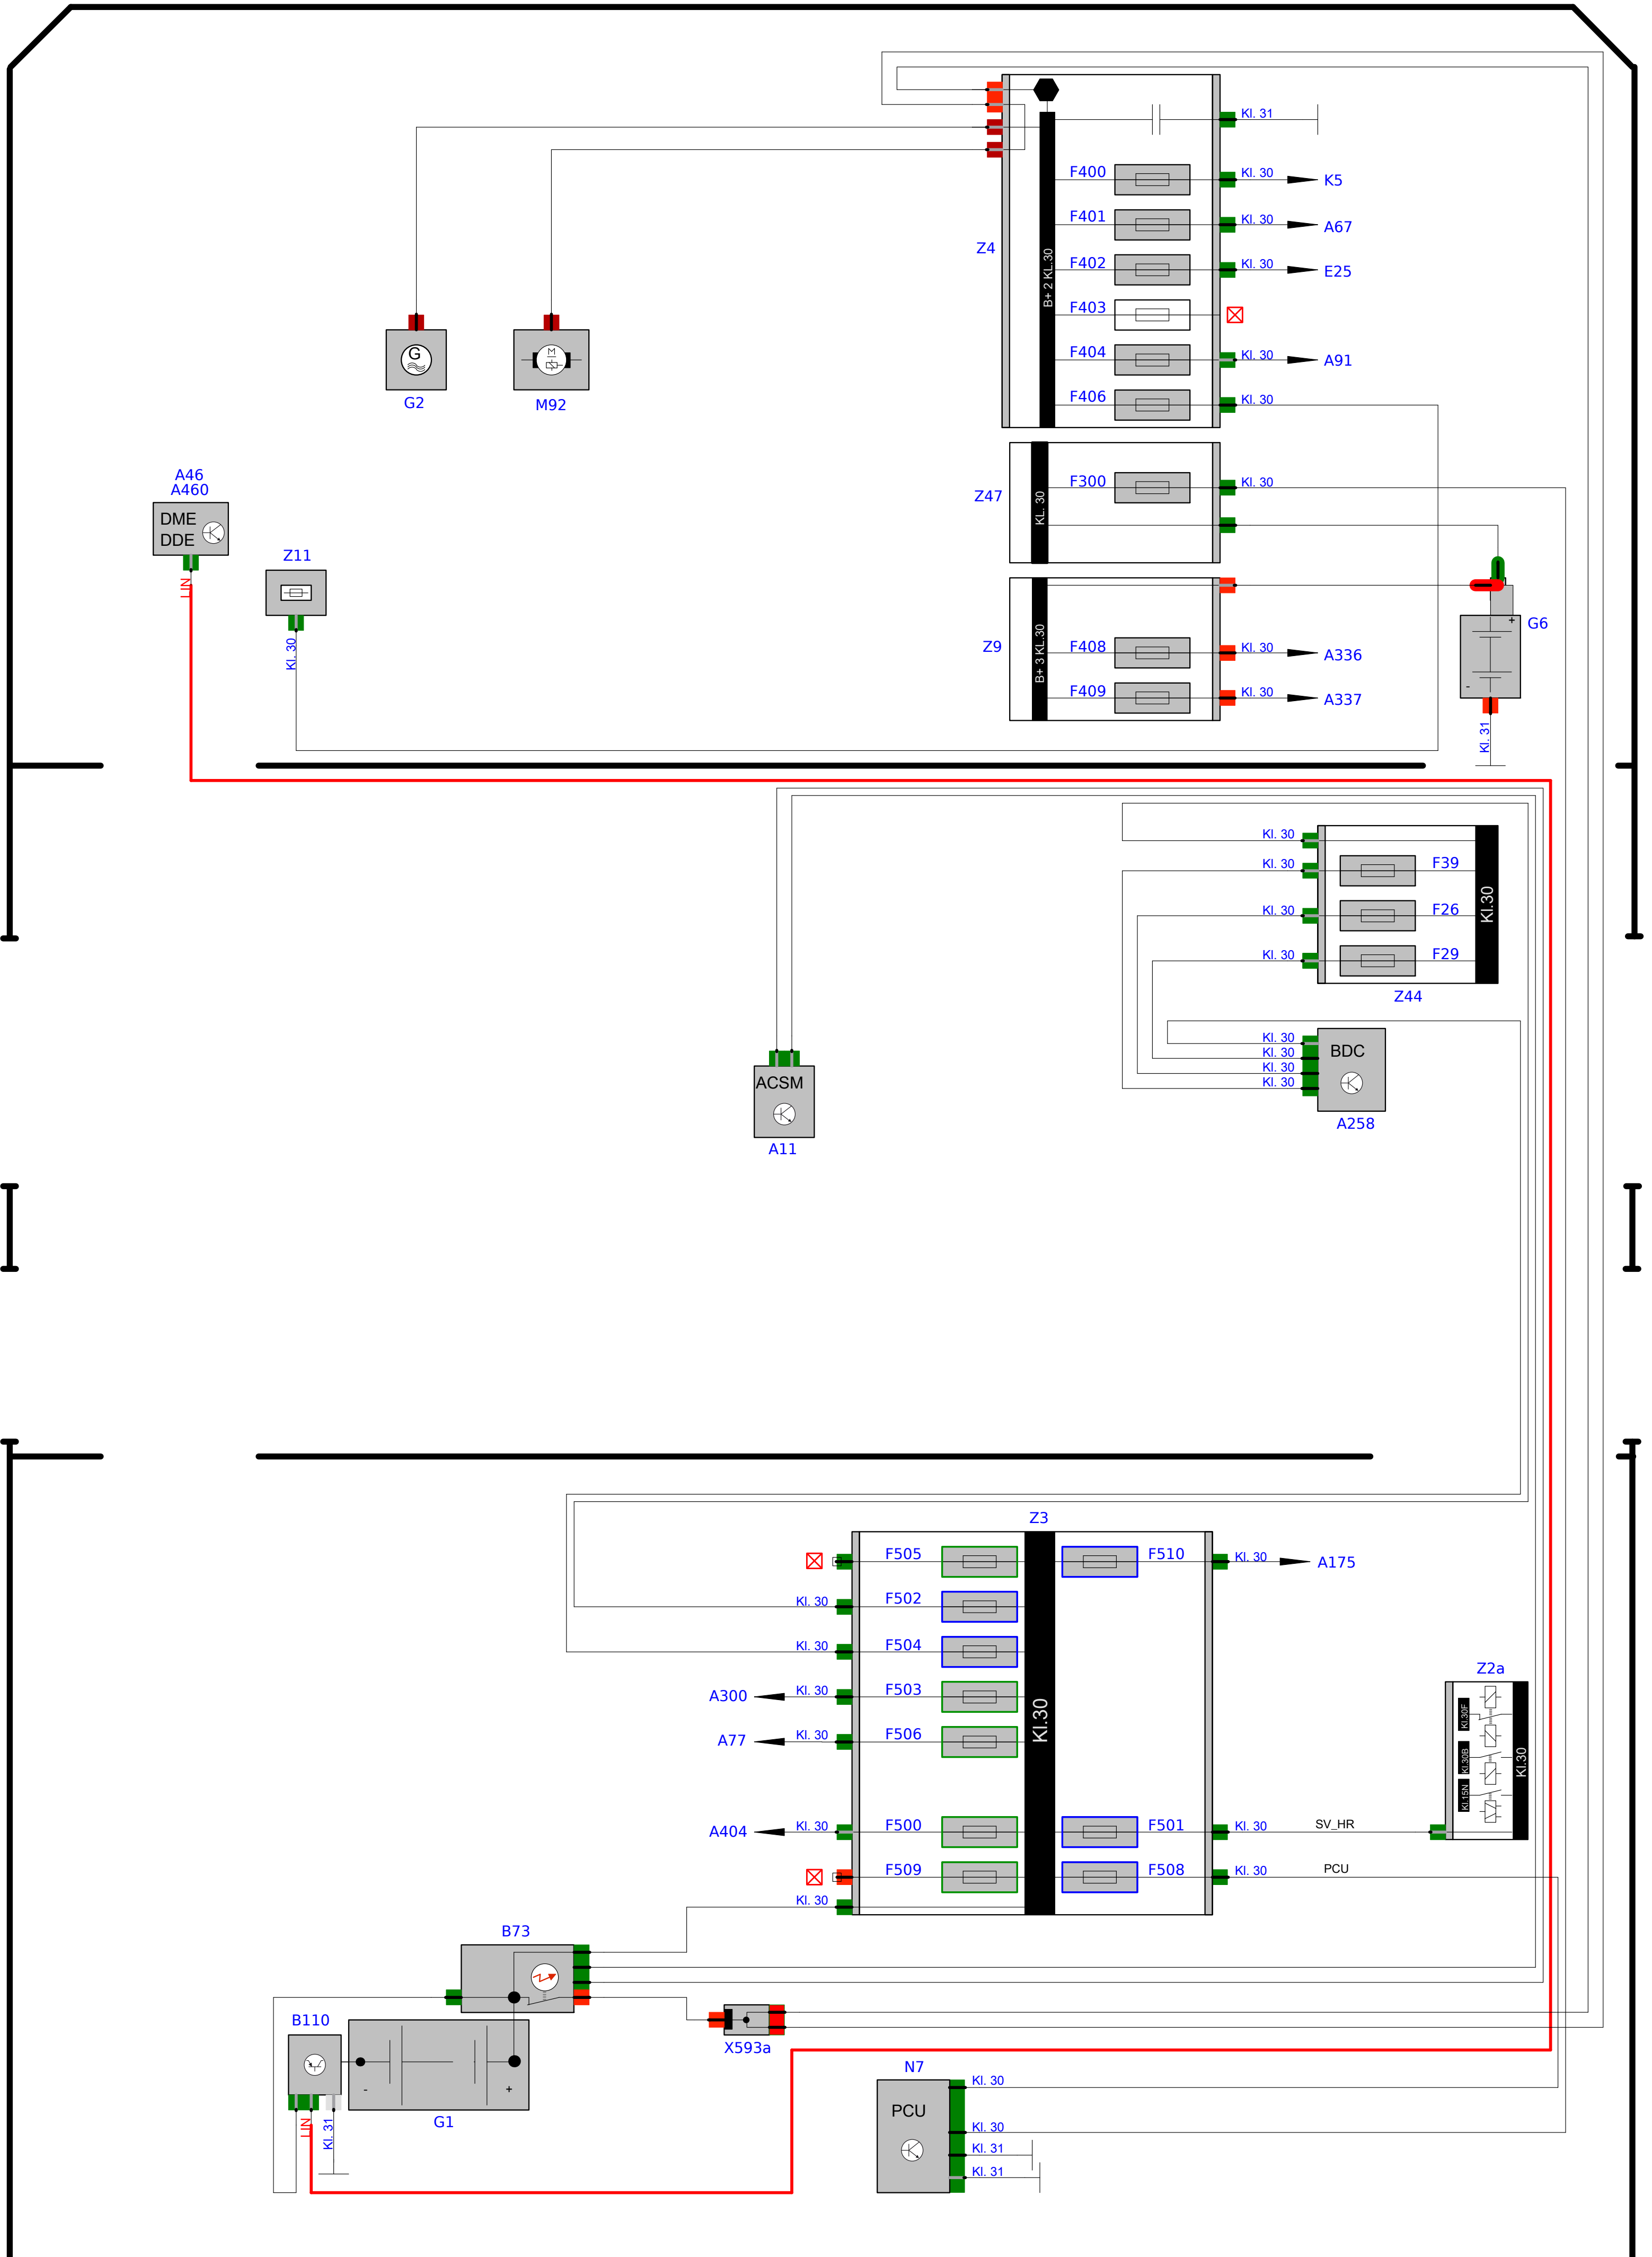 Kl. 31
F400
Kl. 30
K5
F401
Kl. 30
A67
Z4
B+ 2 KL.30
F402
Kl. 30
E25
F403
F404
Kl. 30
A91
F406
Kl. 30
G
M
G2
M92
A46
A460
DME
DDE
LIN
Z11
Kl. 30
Z47
KL. 30
F300
Kl. 30
Z9
B+ 3 KL.30
F408
Kl. 30
A336
F409
Kl. 30
A337
+
G6
-
Kl. 31
Kl. 30
Kl. 30
F39
Kl. 30
F26
Kl.30
Kl. 30
F29
Z44
Kl. 30
Kl. 30
Kl. 30
Kl. 30
BDC
A258
ACSM
A11
Z3
F505
F510
Kl. 30
A175
Kl. 30
F502
Kl. 30
F504
A300
Kl. 30
F503
A77
Kl. 30
F506
Kl.30
Z2a
Kl.30F
Kl.30B
Kl.15N
Kl.30
A404
Kl. 30
F500
F501
Kl. 30
SV_HR
F509
F508
Kl. 30
PCU
Kl. 30
B73
B110
X593a
-
+
G1
LIN
Kl. 31
N7
PCU
Kl. 30
Kl. 30
Kl. 31
Kl. 31